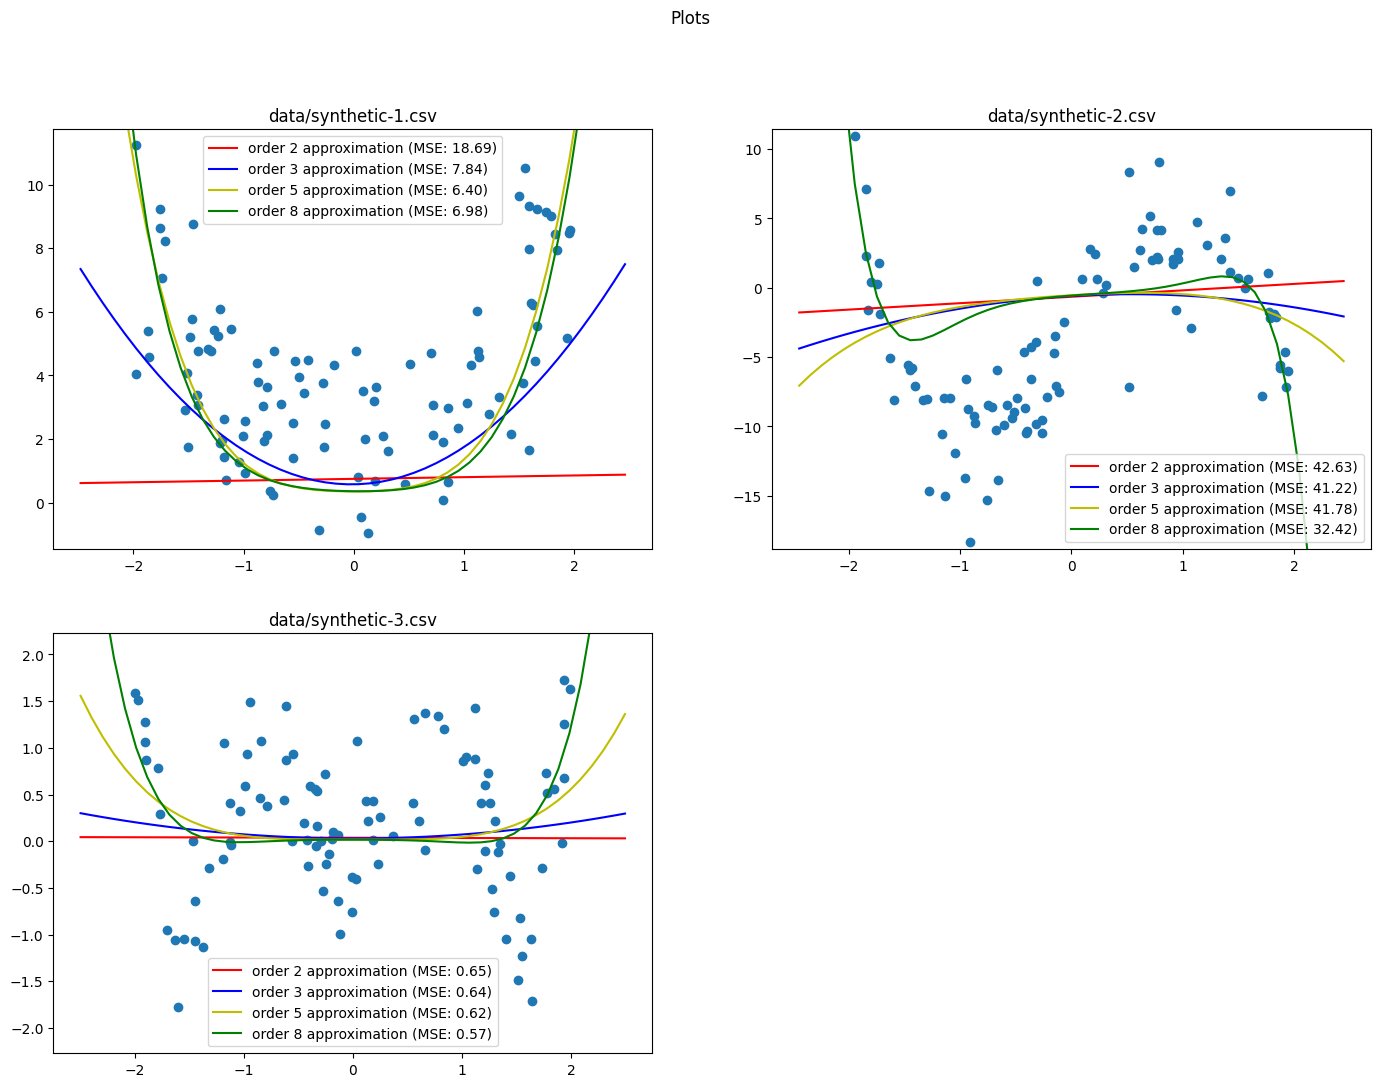 Plots
data/synthetic-1.csv
order 2 approximation (MSE: 18.69)
order 3 approximation (MSE: 7.84)
order 5 approximation (MSE: 6.40)
order 8 approximation (MSE: 6.98)
10
8
6
4
2
0
−2
−1
0
1
2
data/synthetic-2.csv
10
5
0
−5
−10
−15
order 2 approximation (MSE: 42.63)
order 3 approximation (MSE: 41.22)
order 5 approximation (MSE: 41.78)
order 8 approximation (MSE: 32.42)
−2
−1
0
1
2
data/synthetic-3.csv
2.0
1.5
1.0
0.5
0.0
−0.5
−1.0
−1.5
−2.0
order 2 approximation (MSE: 0.65)
order 3 approximation (MSE: 0.64)
order 5 approximation (MSE: 0.62)
order 8 approximation (MSE: 0.57)
−2
−1
0
1
2